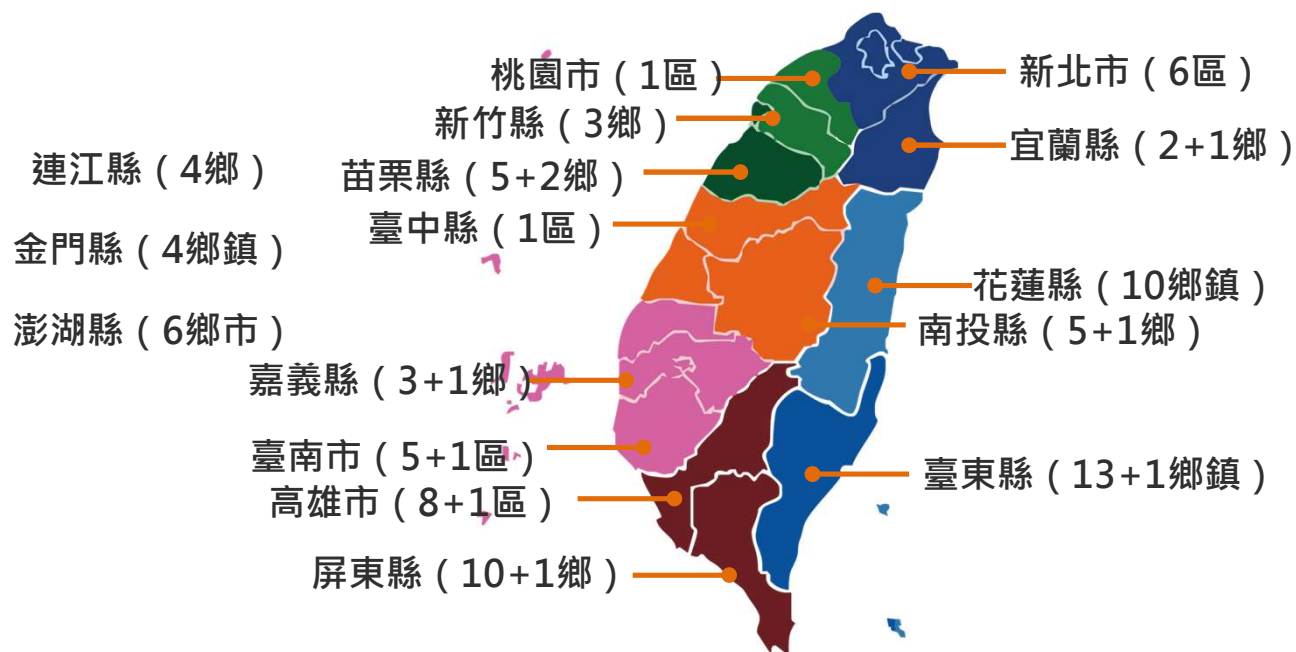 桃園市（1區）
新北市（6區）
新竹縣（3鄉）
宜蘭縣（2+1鄉）
連江縣（4鄉）
苗栗縣（5+2鄉）
臺中縣（1區）
金門縣（4鄉鎮）
花蓮縣（10鄉鎮）
澎湖縣（6鄉市）
南投縣（5+1鄉）
嘉義縣（3+1鄉）
臺南市（5+1區）
臺東縣（13+1鄉鎮）
高雄市（8+1區）
屏東縣（10+1鄉）